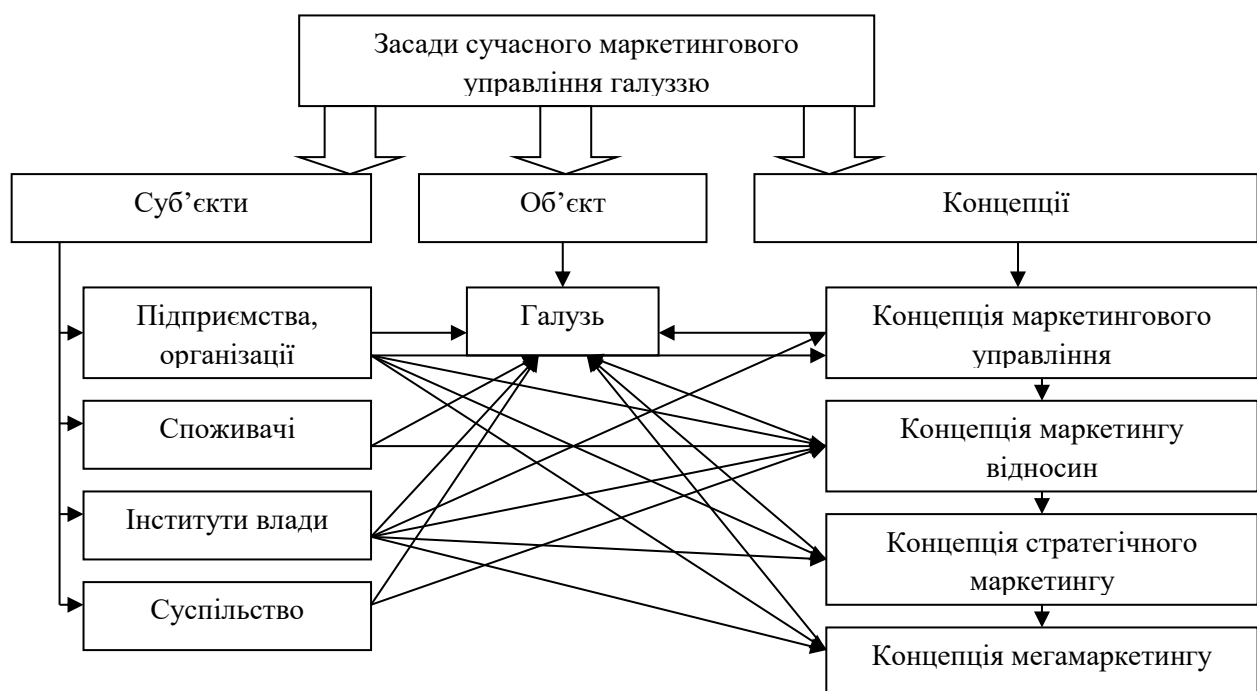 Засади сучасного маркетингового
управління галуззю
Суб’єкти
Об’єкт
Концепції
Підприємства,
організації
Галузь
Концепція маркетингового
управління
Споживачі
Концепція маркетингу
відносин
Інститути влади
Концепція стратегічного
маркетингу
Суспільство
Концепція мегамаркетингу